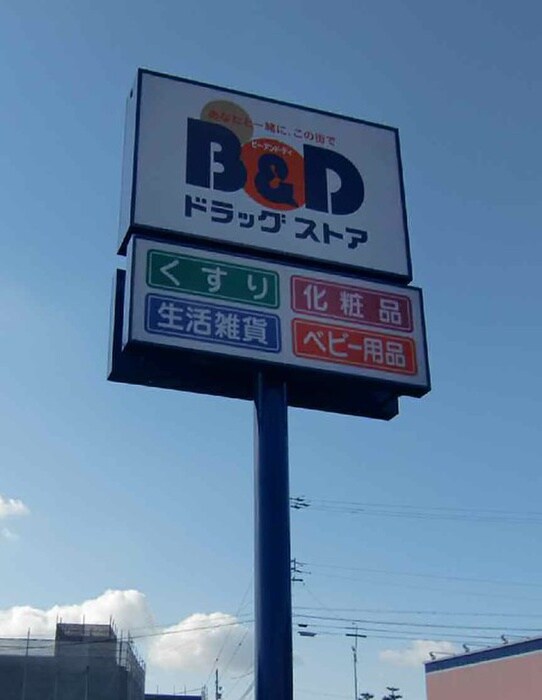 あなたと一緒に、この街で
ビーアンドディ
B&D
ドラッグストア
くすり
化粧品
生活雑貨
ベビー用品